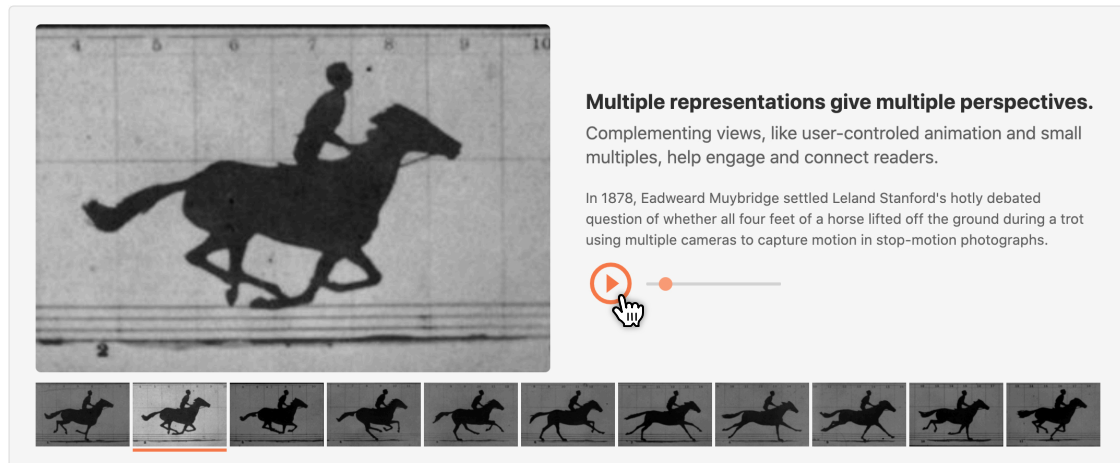 4 5 6 7 8 9 10
Multiple representations give multiple perspectives.
Complementing views, like user-controled animation and small
multiples, help engage and connect readers.
In 1878, Eadweard Muybridge settled Leland Stanford's hotly debated
question of whether all four feet of a horse lifted off the ground during a trot
using multiple cameras to capture motion in stop-motion photographs.
2